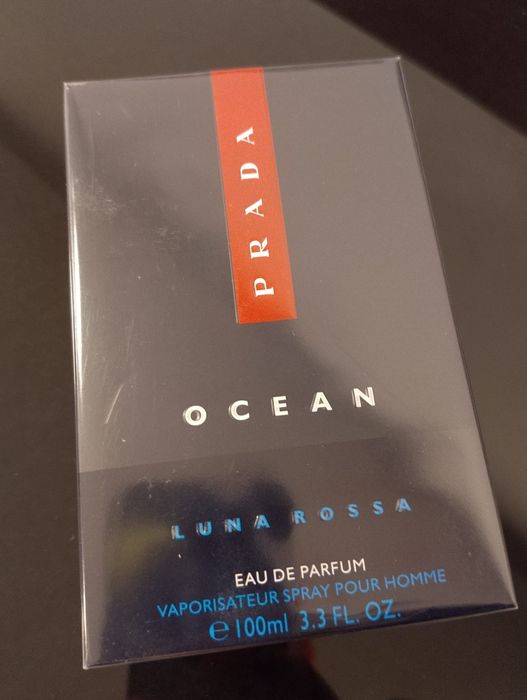 PRADA
OCEAN
LUNA ROSSA
EAU DE PARFUM
VAPORISATEUR SPRAY POUR HOMME
℮100ml 3.3 FL. OZ.